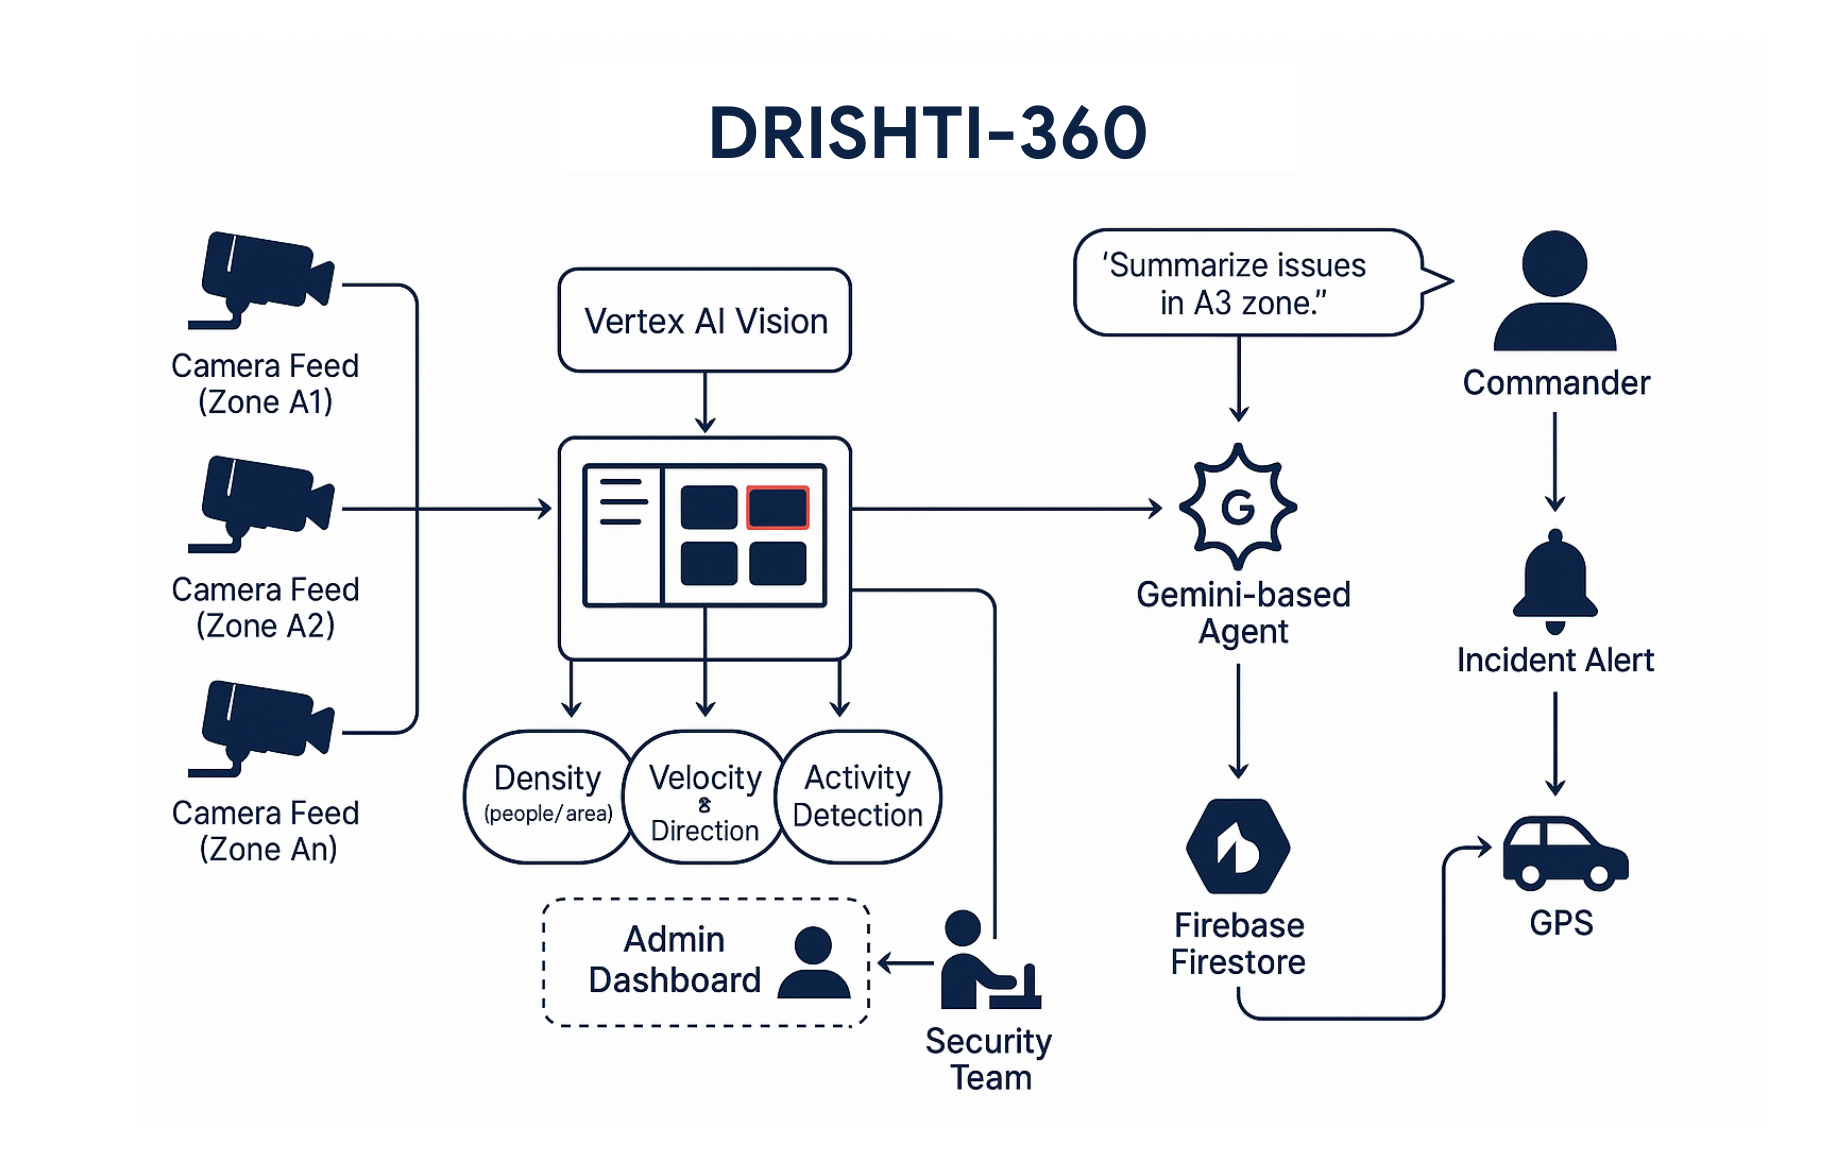 DRISHTI-360
Camera Feed
(Zone A1)
Camera Feed
(Zone A2)
Camera Feed
(Zone An)
Vertex AI Vision
Density
(people/area)
Velocity
&
Direction
Activity
Detection
Admin
Dashboard
Security
Team
‘Summarize issues
in A3 zone.”
G
Gemini-based
Agent
Firebase
Firestore
Commander
Incident Alert
GPS